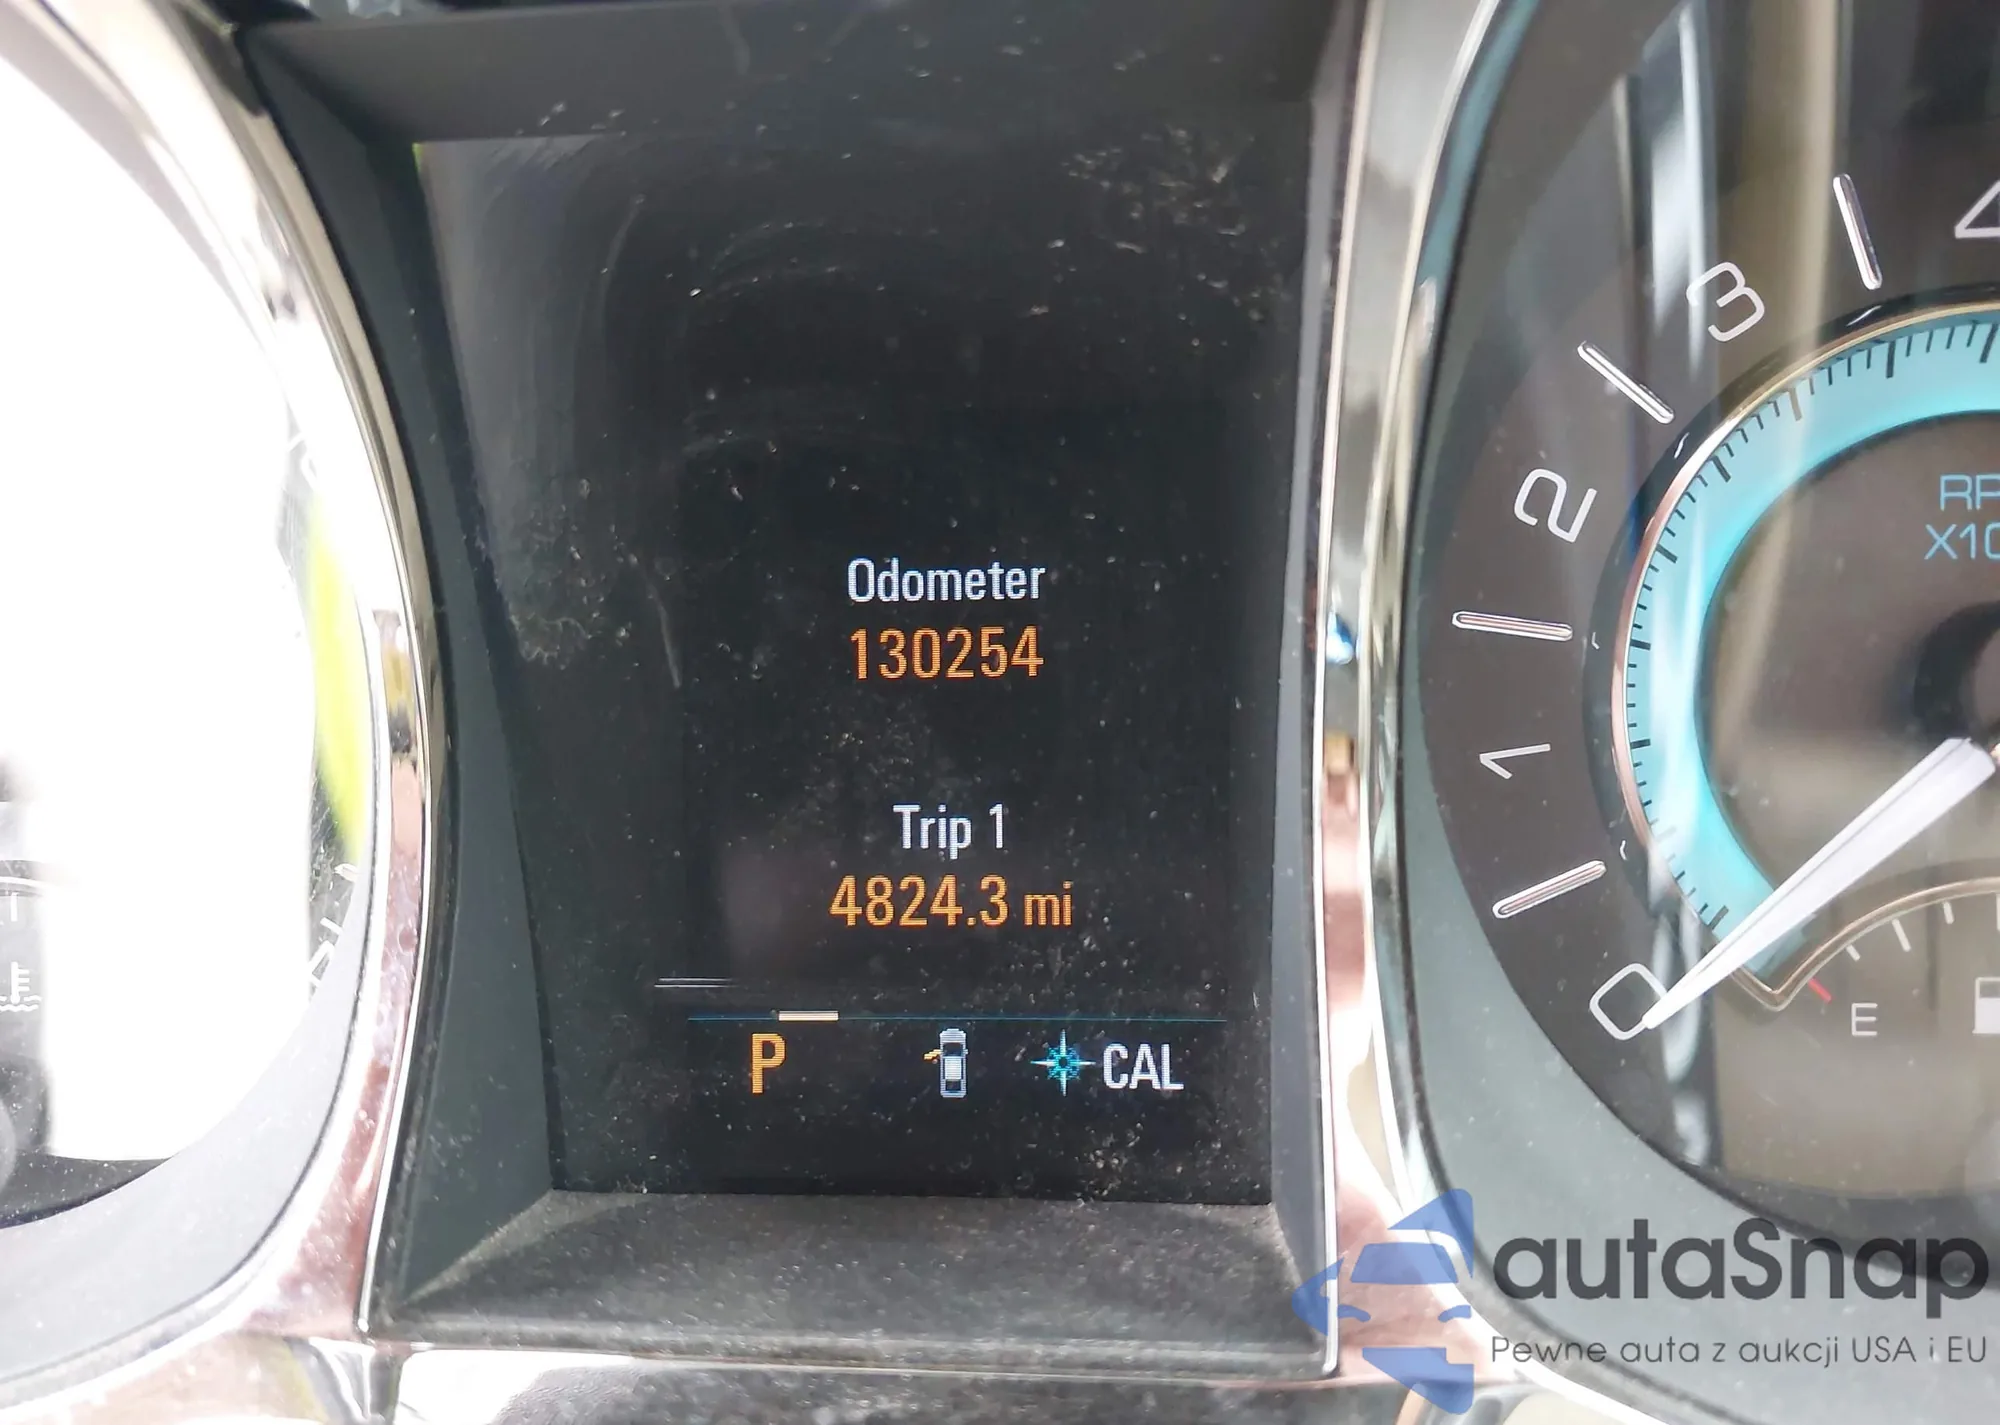 Odometer
130254
Trip 1
4824.3 mi
P
CAL
4
3
2
1
0
RP
X10
E
autaSnap
Pewne auta z aukcji USA i EU